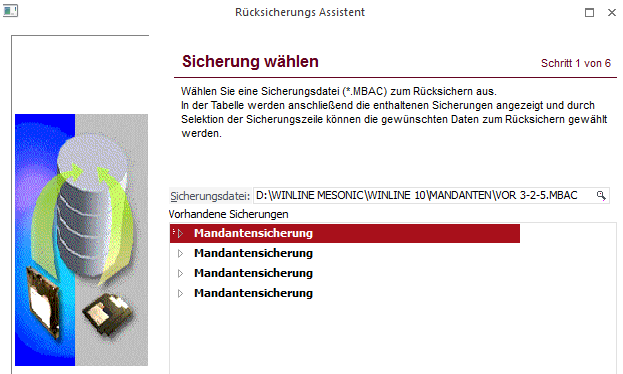 Rücksicherungs Assistent
Sicherung wählen
Schritt 1 von 6
Wählen Sie eine Sicherungsdatei (*.MBAC) zum Rücksichern aus.
In der Tabelle werden anschließend die enthaltenen Sicherungen angezeigt und durch
Selektion der Sicherungszeile können die gewünschten Daten zum Rücksichern gewählt
werden.
Sicherungsdatei: D:\WINLINE MESONIC\WINLINE 10\MANDANTEN\VOR 3-2-5.MBAC
Vorhandene Sicherungen
Mandantensicherung
Mandantensicherung
Mandantensicherung
Mandantensicherung